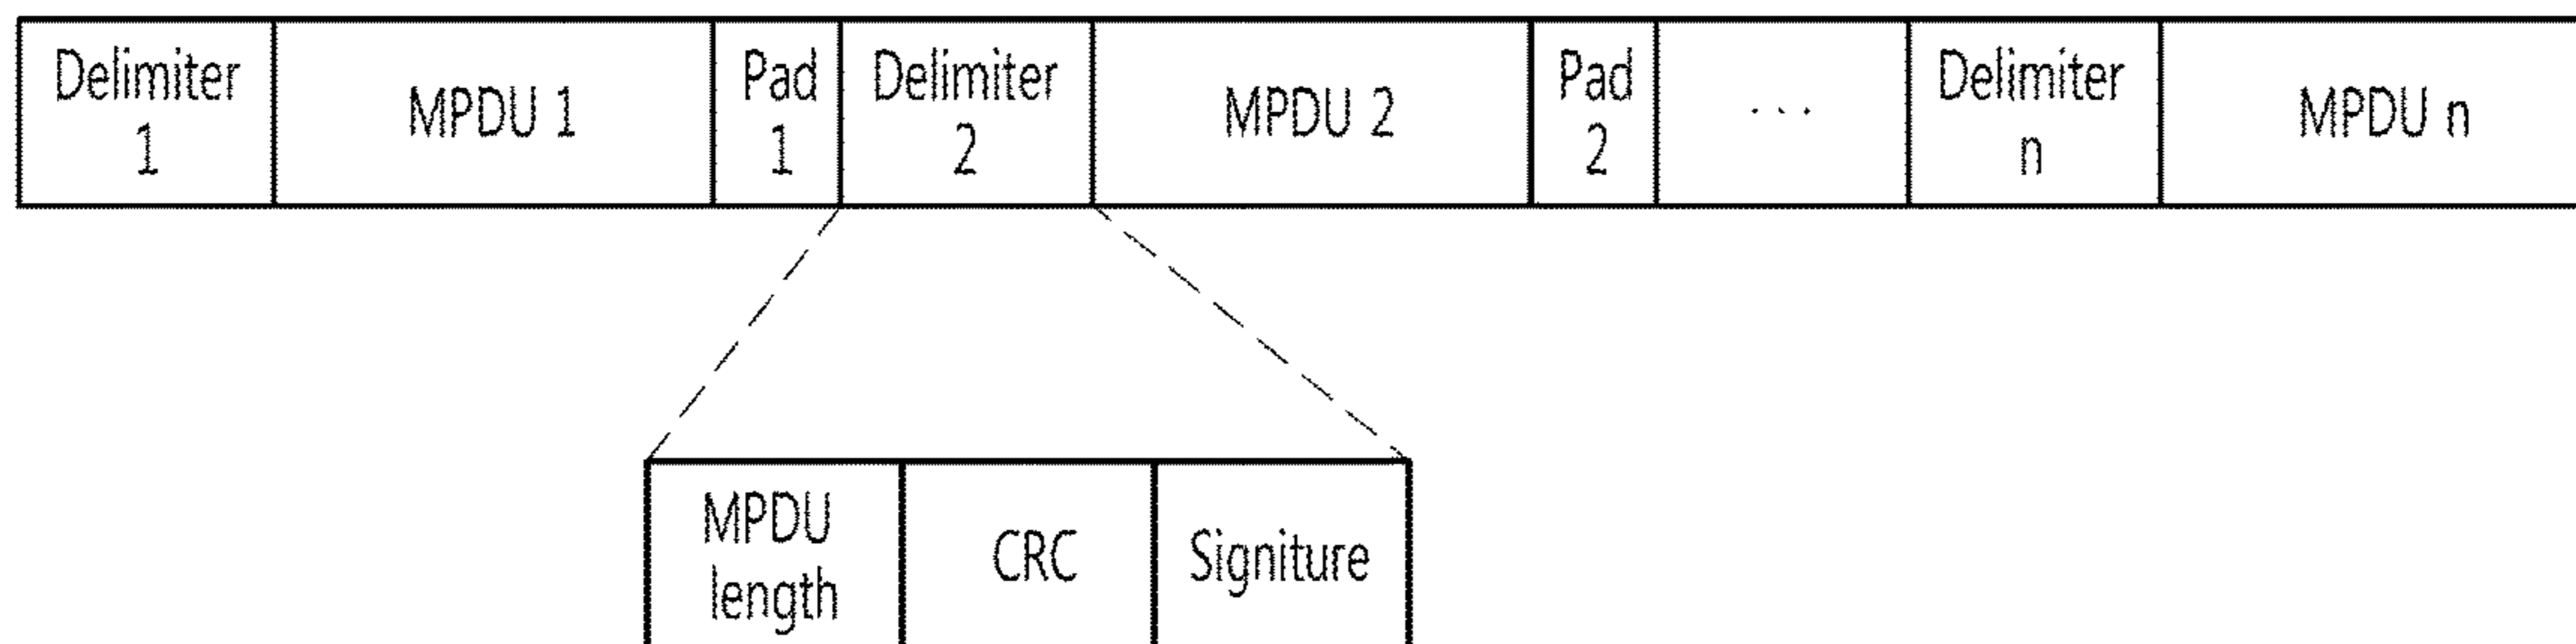 Delimiter
1
MPDU 1
Pad
1
Delimiter
2
MPDU 2
Pad
2
...
Delimiter
n
MPDU n
MPDU
length
CRC
Signiture